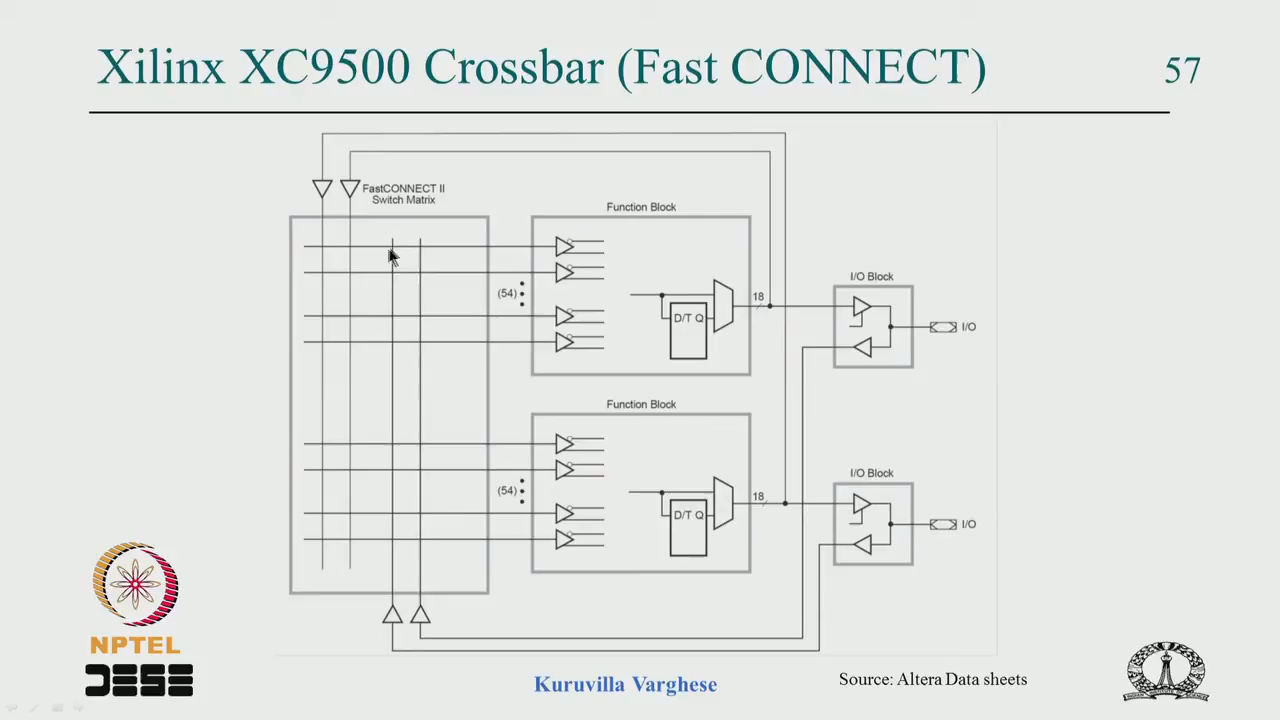 Xilinx XC9500 Crossbar (Fast CONNECT)
57
FastCONNECT II
Switch Matrix
Function Block
(54)
D/T Q
18
I/O Block
I/O
Function Block
(54)
D/T Q
18
I/O Block
I/O
NPTEL
DESE
Kuruvilla Varghese
Source: Altera Data sheets